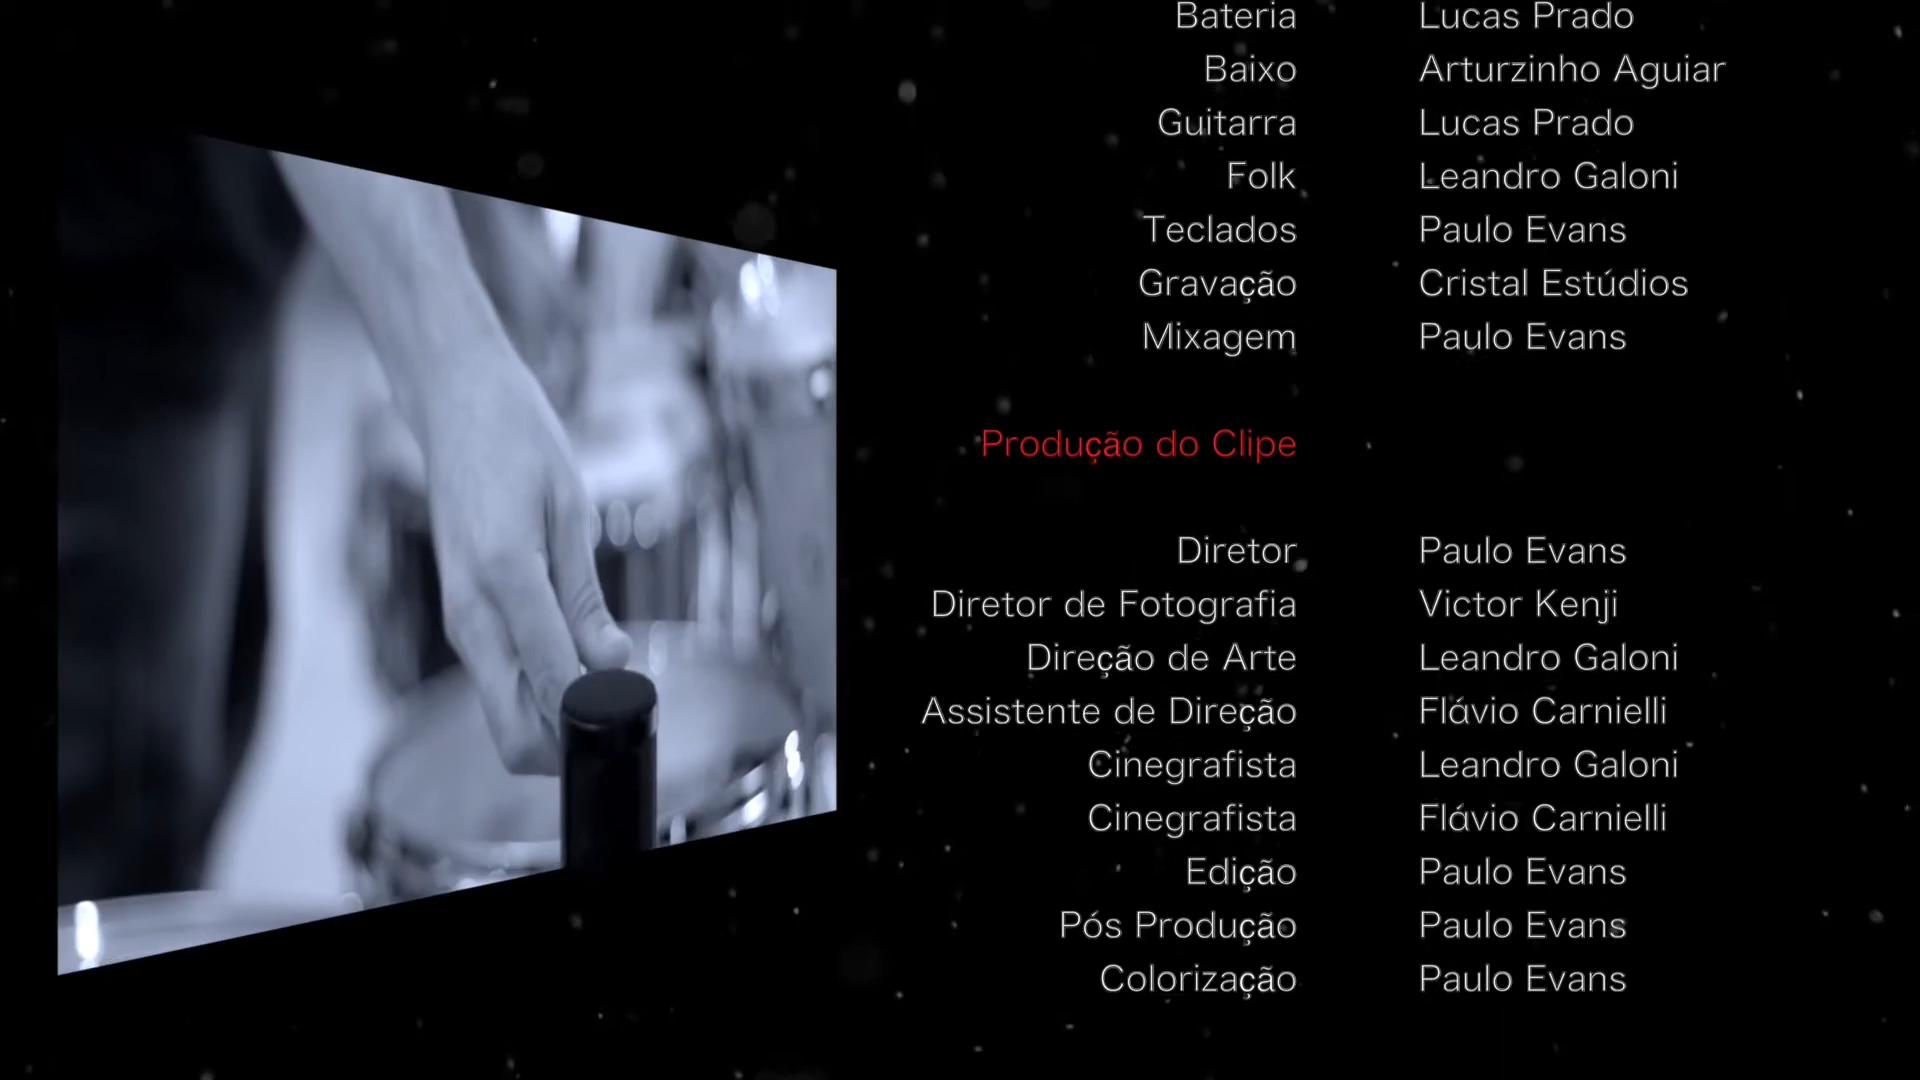 Bateria Lucas Prado
Baixo Arturzinho Aguiar
Guitarra Lucas Prado
Folk Leandro Galoni
Teclados Paulo Evans
Gravação Cristal Estúdios
Mixagem Paulo Evans
Produção do Clipe
Diretor Paulo Evans
Diretor de Fotografia Victor Kenji
Direção de Arte Leandro Galoni
Assistente de Direção Flávio Carnielli
Cinegrafista Leandro Galoni
Cinegrafista Flávio Carnielli
Edição Paulo Evans
Pós Produção Paulo Evans
Colorização Paulo Evans